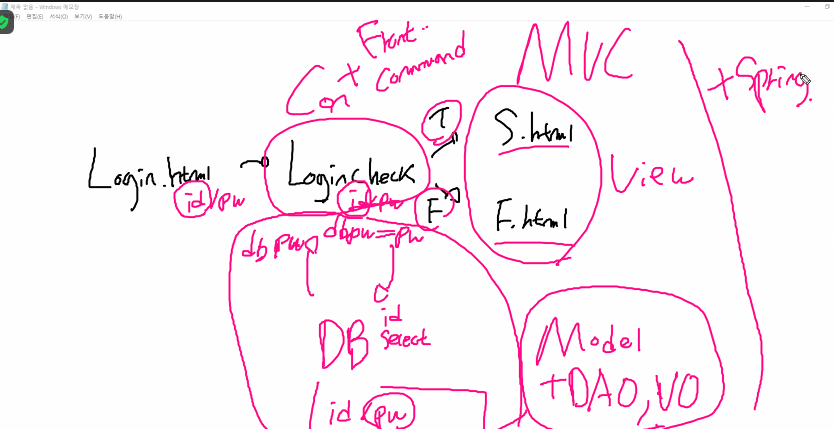 제목 없음 - Windows 메모장
편집(E) 서식(O) 보기(V) 도움말(H)
Front..
+ Command
Con
MVC
+Spring.
T
S.html
Login.html
Logincheck
id/pw
id/pw
F
F.html
View
dbpw
dbpw==pw
id
select
DB
id pw
Model
+DAO, VO